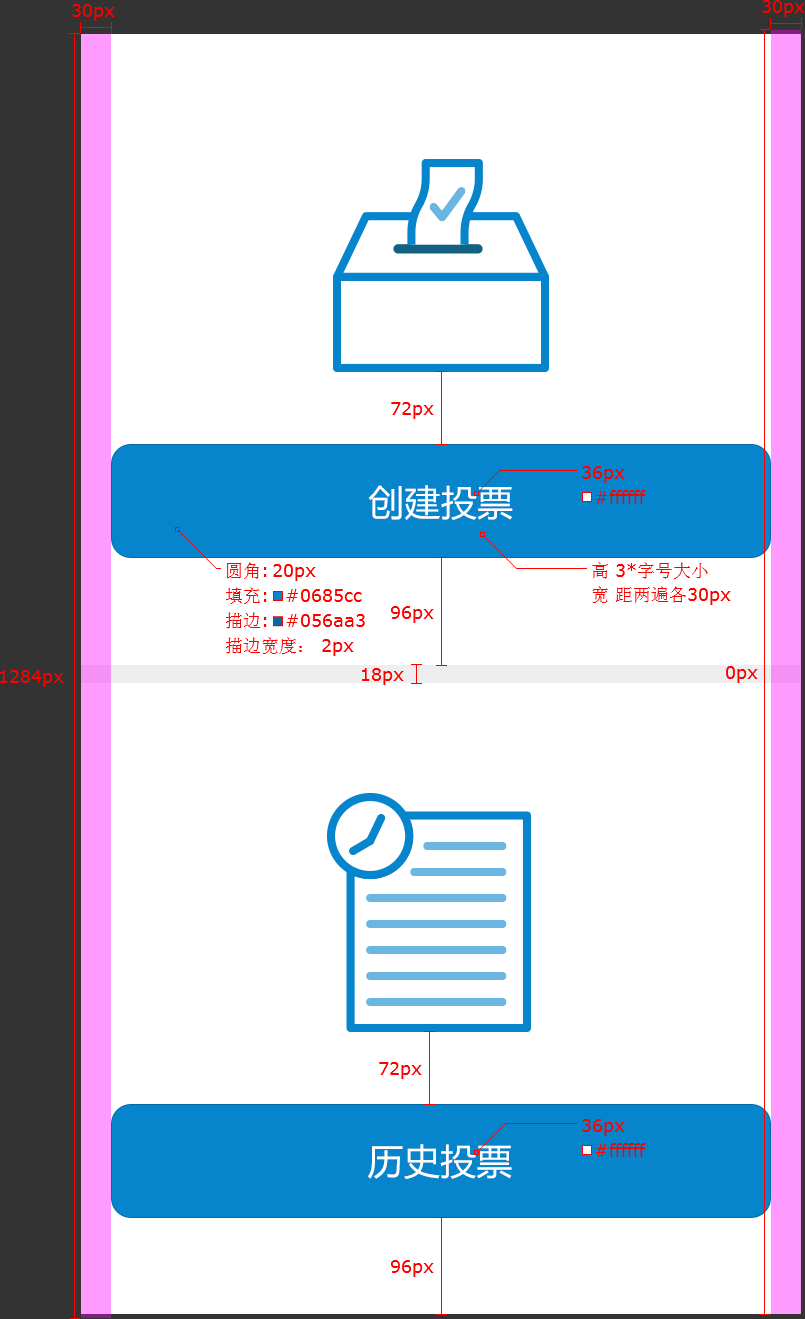 30px
30px
72px
创建投票
36px
#ffffff
圆角: 20px
填充: #0685cc
描边: #056aa3
描边宽度： 2px
96px
高 3*字号大小
宽 距两遍各30px
1284px
18px
0px
72px
历史投票
36px
#ffffff
96px